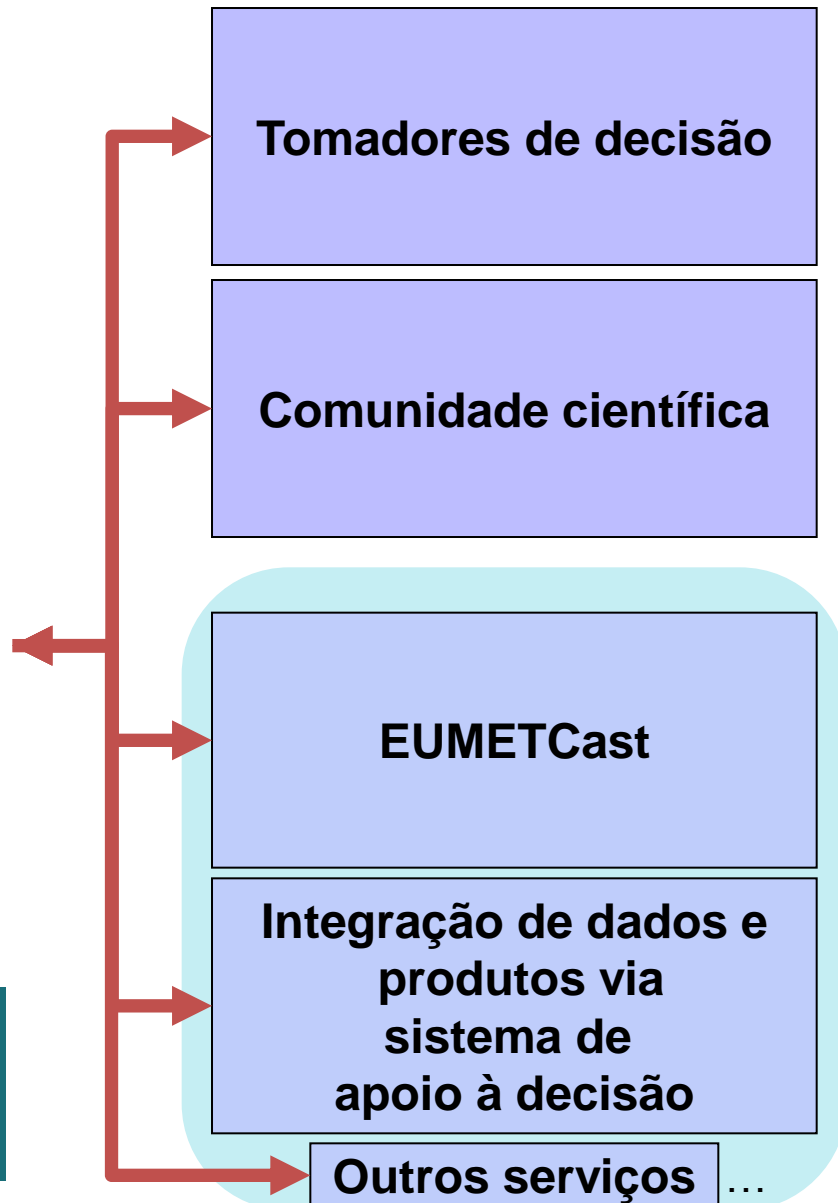 Tomadores de decisão
Comunidade científica
EUMETCast
Integração de dados e
produtos via
sistema de
apoio à decisão
Outros serviços ...